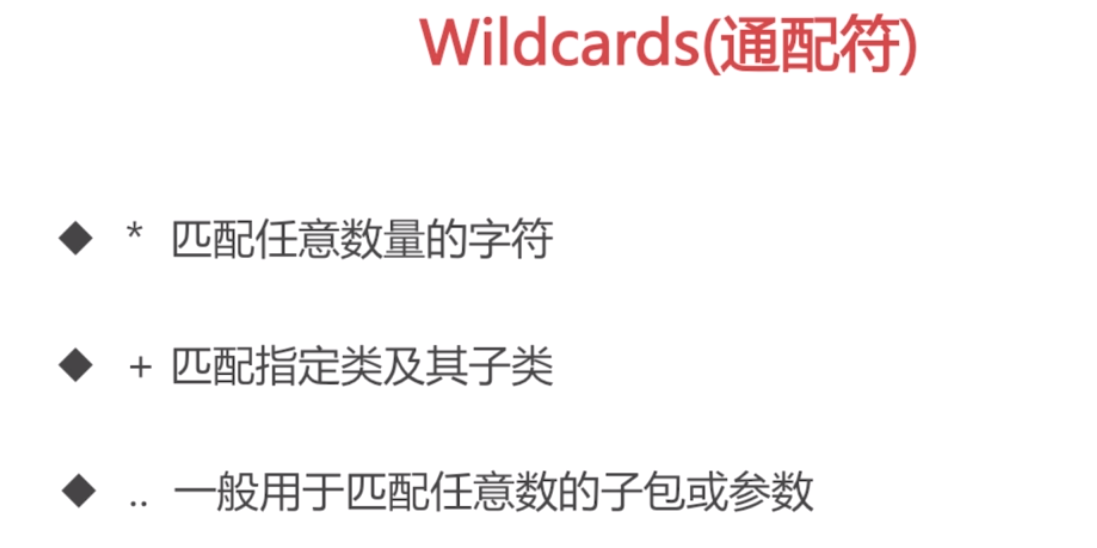 Wildcards(通配符)
◆ * 匹配任意数量的字符
◆ + 匹配指定类及其子类
◆ .. 一般用于匹配任意数的子包或参数